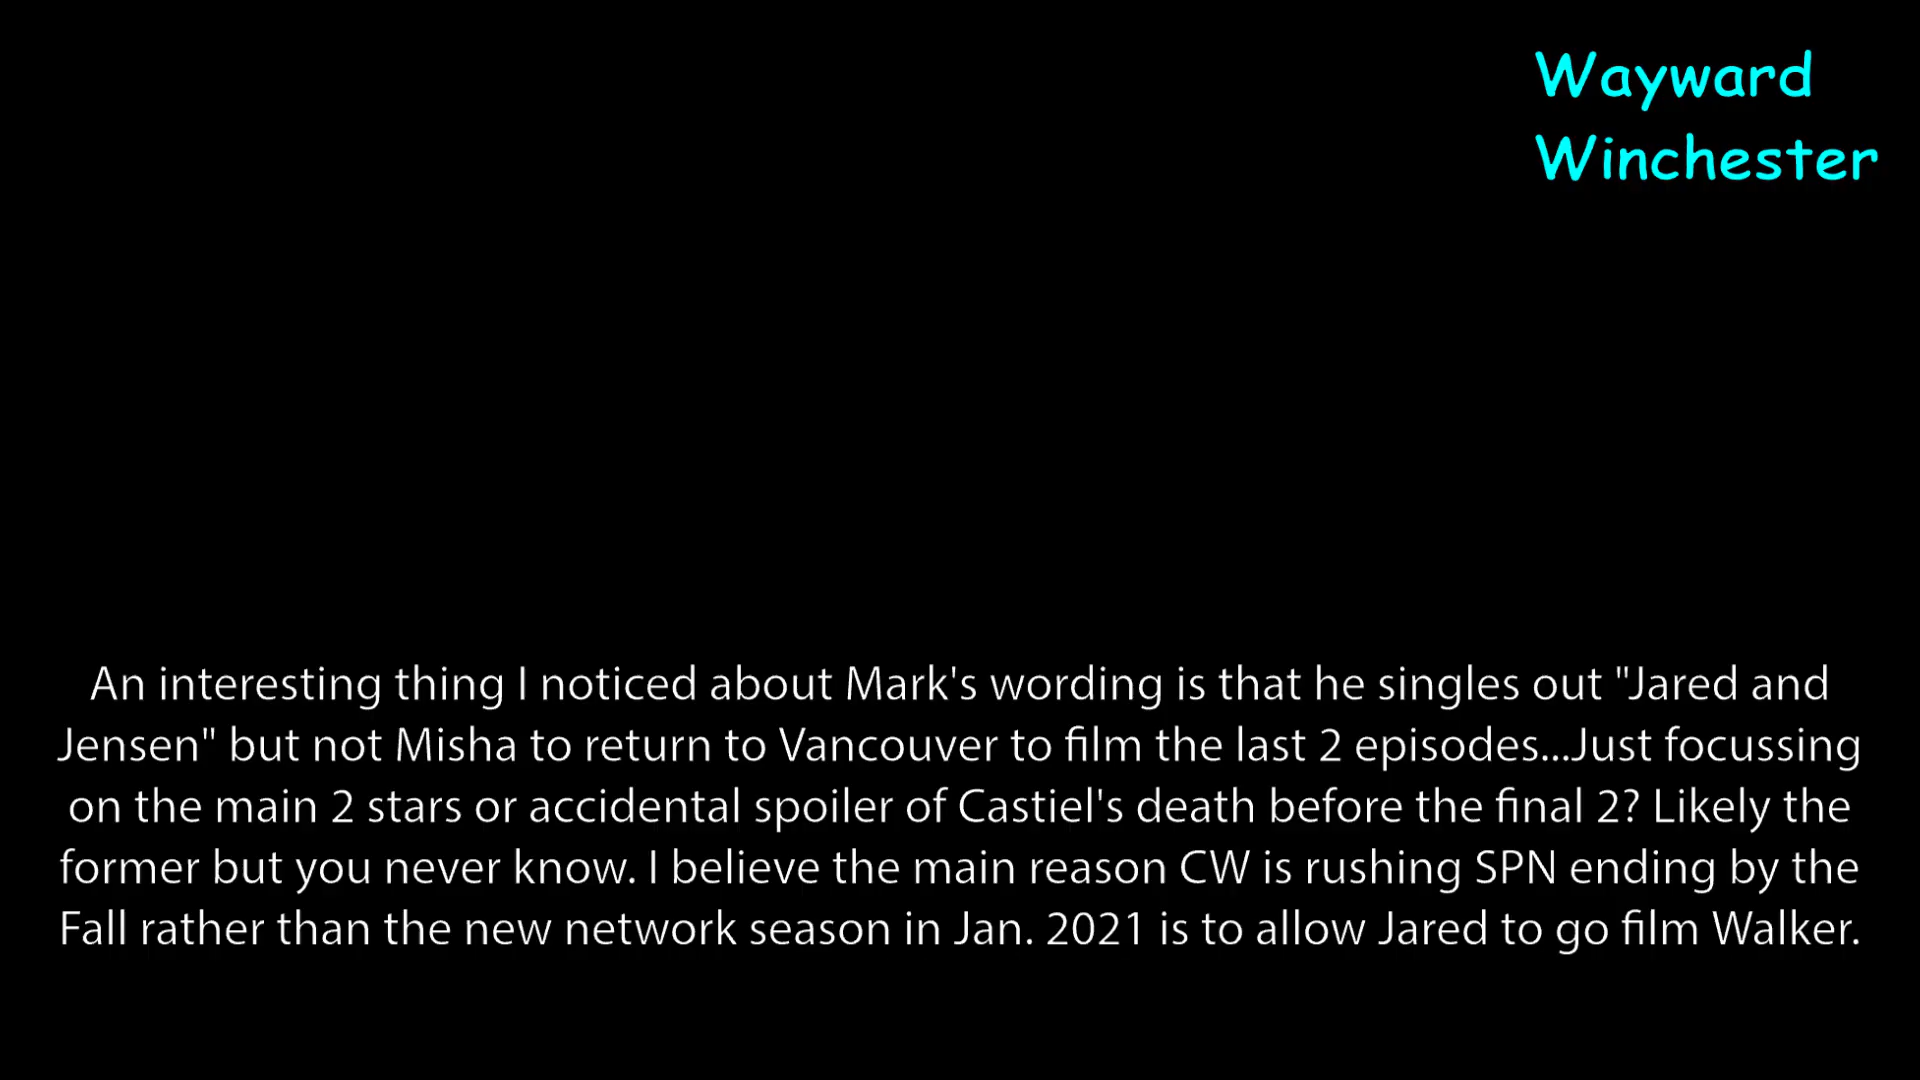 Wayward
Winchester
An interesting thing I noticed about Mark's wording is that he singles out "Jared and
Jensen" but not Misha to return to Vancouver to film the last 2 episodes...Just focussing
on the main 2 stars or accidental spoiler of Castiel's death before the final 2? Likely the
former but you never know. I believe the main reason CW is rushing SPN ending by the
Fall rather than the new network season in Jan. 2021 is to allow Jared to go film Walker.